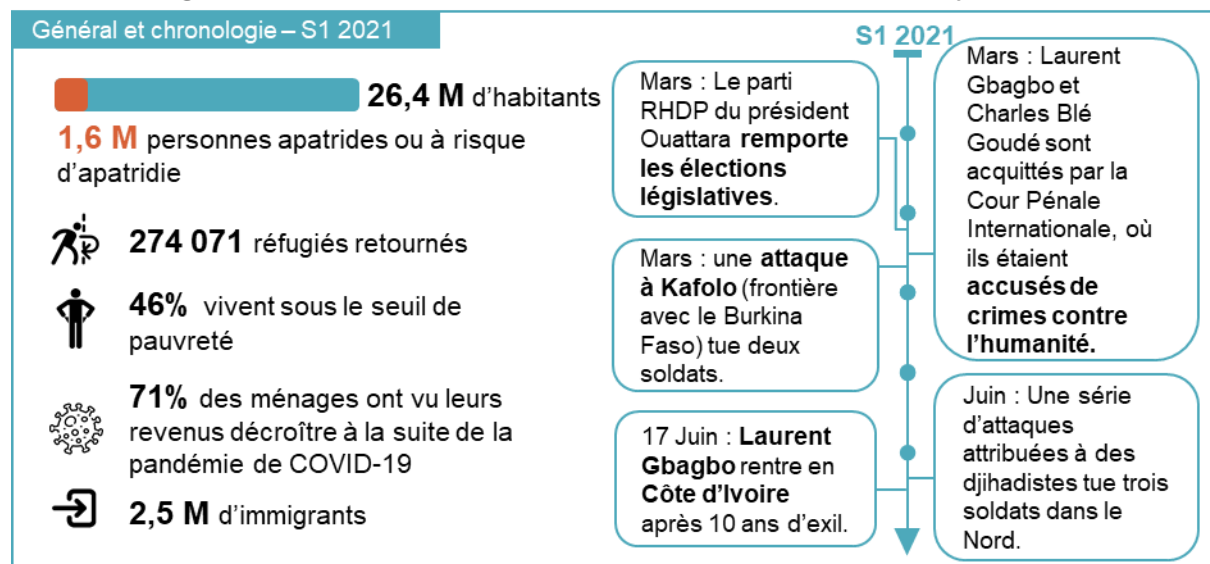 Général et chronologie – S1 2021
26,4 M d’habitants
1,6 M personnes apatrides ou à risque
d’apatridie
274 071 réfugiés retournés
46% vivent sous le seuil de
pauvreté
71% des ménages ont vu leurs
revenus décroître à la suite de la
pandémie de COVID-19
2,5 M d’immigrants
S1 2021
Mars : Le parti
RHDP du président
Ouattara remporte
les élections
législatives.
Mars : Laurent
Gbagbo et
Charles Blé
Goudé sont
acquittés par la
Cour Pénale
Internationale, où
ils étaient
accusés de
crimes contre
l’humanité.
Mars : une attaque
à Kafolo (frontière
avec le Burkina
Faso) tue deux
soldats.
17 Juin : Laurent
Gbagbo rentre en
Côte d’Ivoire
après 10 ans d’exil.
Juin : Une série
d’attaques
attribuées à des
djihadistes tue trois
soldats dans le
Nord.